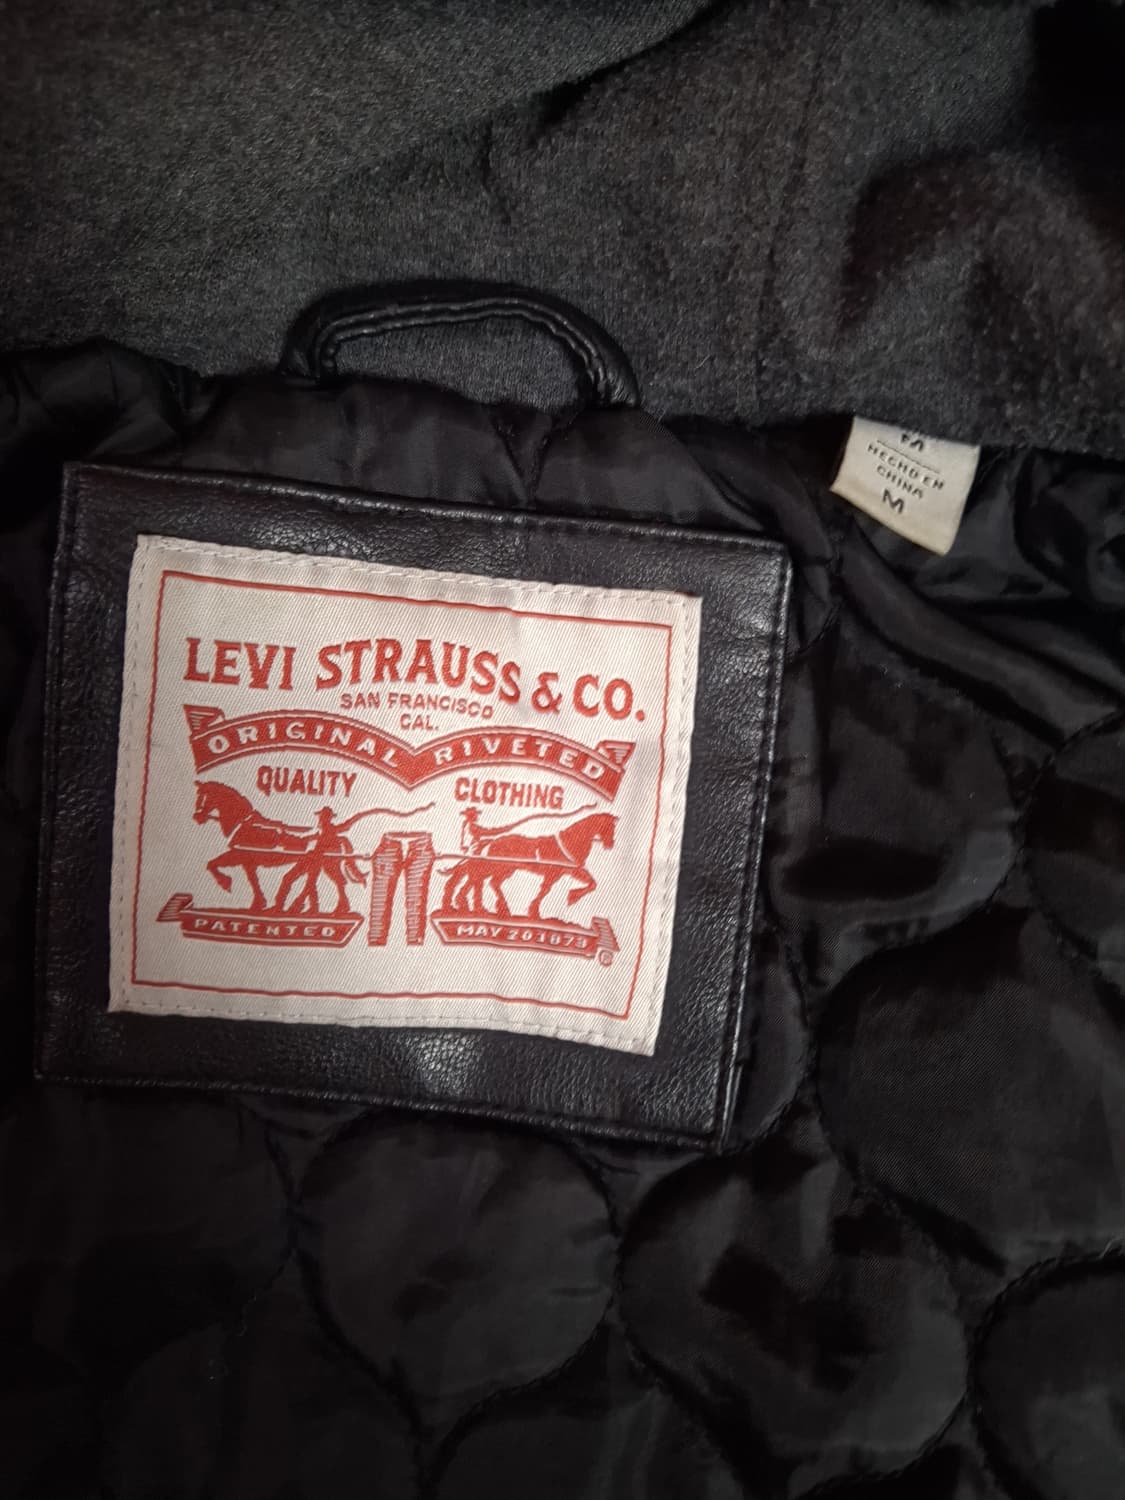 LEVI STRAUSS & CO.
SAN FRANCISCO
CAL.
ORIGINAL RIVETED
QUALITY CLOTHING
PATENTED MAY 20 1873
®
M
HECHO EN
CHINA
M